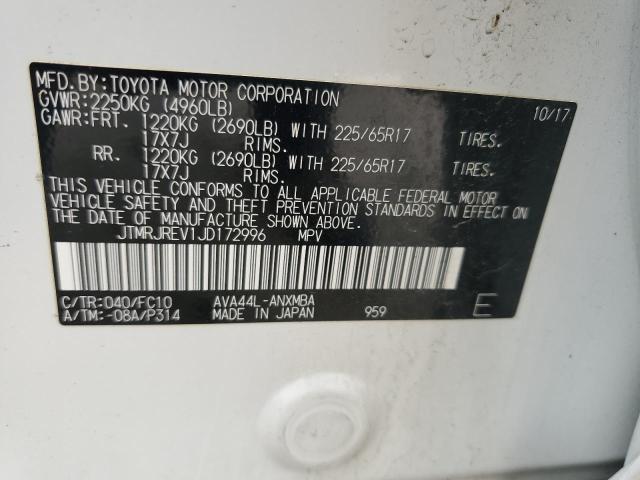 MFD.BY:TOYOTA MOTOR CORPORATION 10/17
GVWR:2250KG (4960LB)
GAWR:FRT. 1220KG (2690LB) WITH 225/65R17 TIRES.
17X7J RIMS.
RR. 1220KG (2690LB) WITH 225/65R17 TIRES.
17X7J RIMS.
THIS VEHICLE CONFORMS TO ALL APPLICABLE FEDERAL MOTOR
VEHICLE SAFETY AND THEFT PREVENTION STANDARDS IN EFFECT ON
THE DATE OF MANUFACTURE SHOWN ABOVE.
JTMRJREV1JD172996 MPV
C/TR:040/FC10 AVA44L-ANXMBA
A/TM:-08A/P314 MADE IN JAPAN 959 E